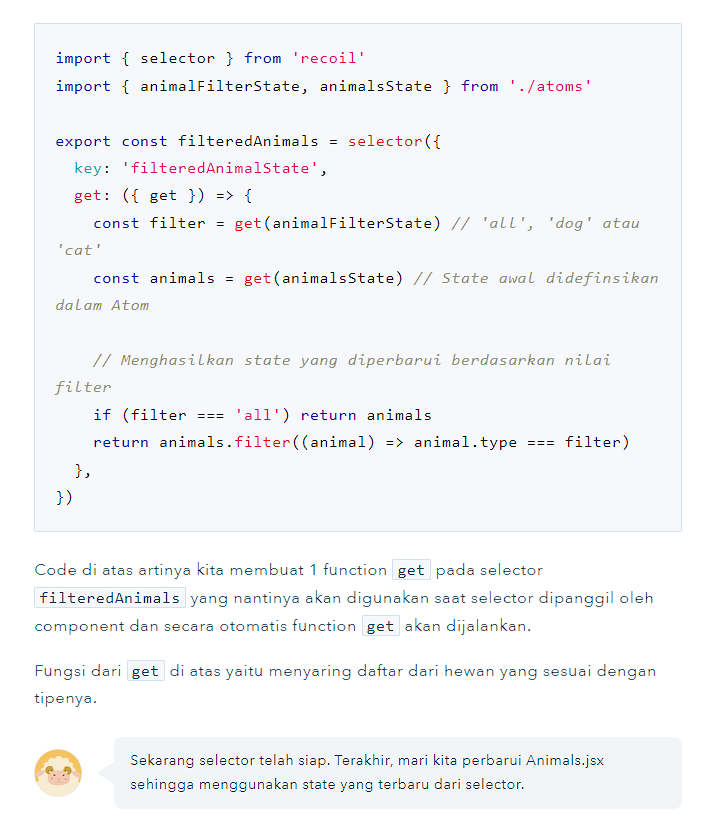 import { selector } from 'recoil'
import { animalFilterState, animalsState } from './atoms'
export const filteredAnimals = selector({
  key: 'filteredAnimalState',
  get: ({ get }) => {
    const filter = get(animalFilterState) // 'all', 'dog' atau
'cat'
    const animals = get(animalsState) // State awal didefinsikan
dalam Atom
    // Menghasilkan state yang diperbarui berdasarkan nilai
filter
    if (filter === 'all') return animals
    return animals.filter((animal) => animal.type === filter)
  },
})
Code di atas artinya kita membuat 1 function get pada selector
filteredAnimals yang nantinya akan digunakan saat selector dipanggil oleh
component dan secara otomatis function get akan dijalankan.
Fungsi dari get di atas yaitu menyaring daftar dari hewan yang sesuai dengan
tipenya.
Sekarang selector telah siap. Terakhir, mari kita perbarui Animals.jsx
sehingga menggunakan state yang terbaru dari selector.